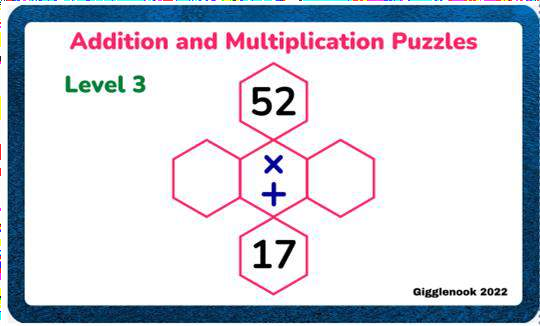 Addition and Multiplication Puzzles
Level 3
52
×
+
17
Gigglenook 2022